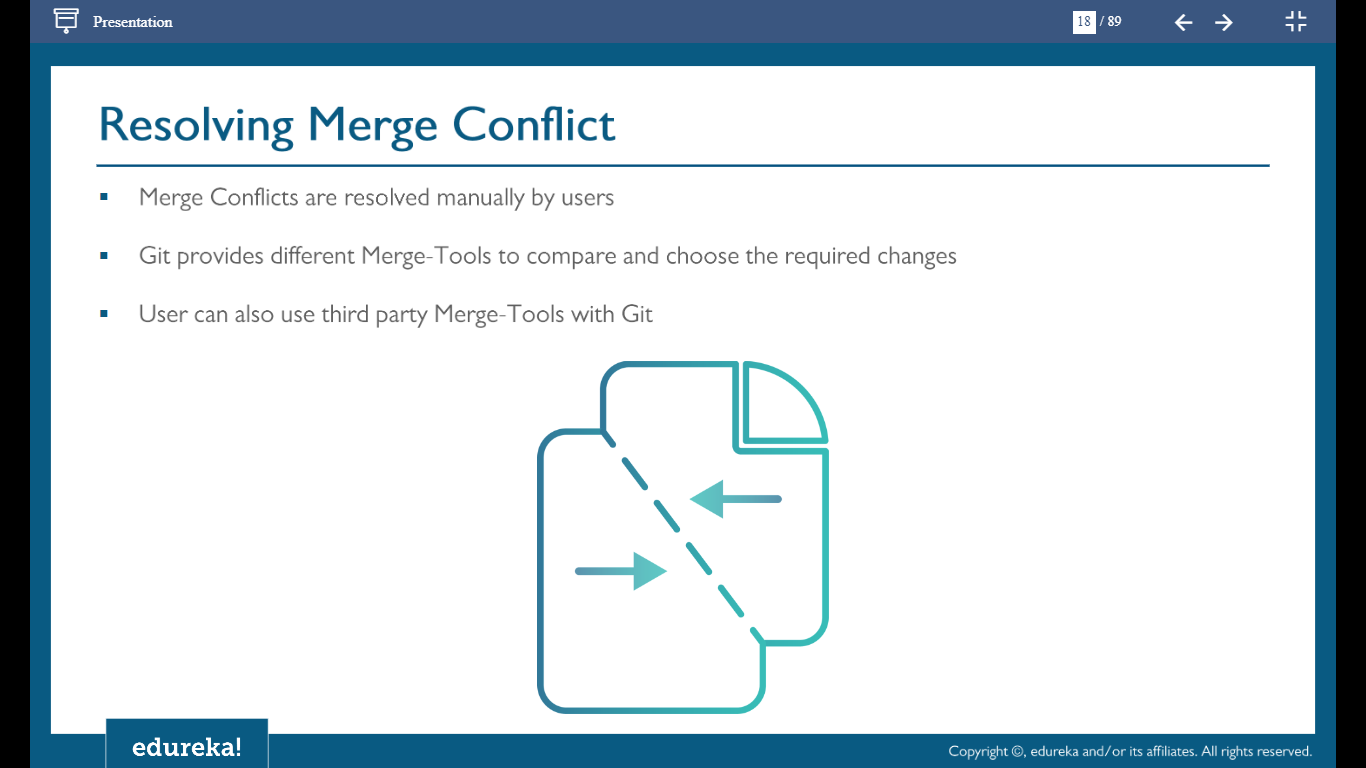 Presentation
18 / 89
Resolving Merge Conflict
▪ Merge Conflicts are resolved manually by users
▪ Git provides different Merge-Tools to compare and choose the required changes
▪ User can also use third party Merge-Tools with Git
edureka!
Copyright ©, edureka and/or its affiliates. All rights reserved.